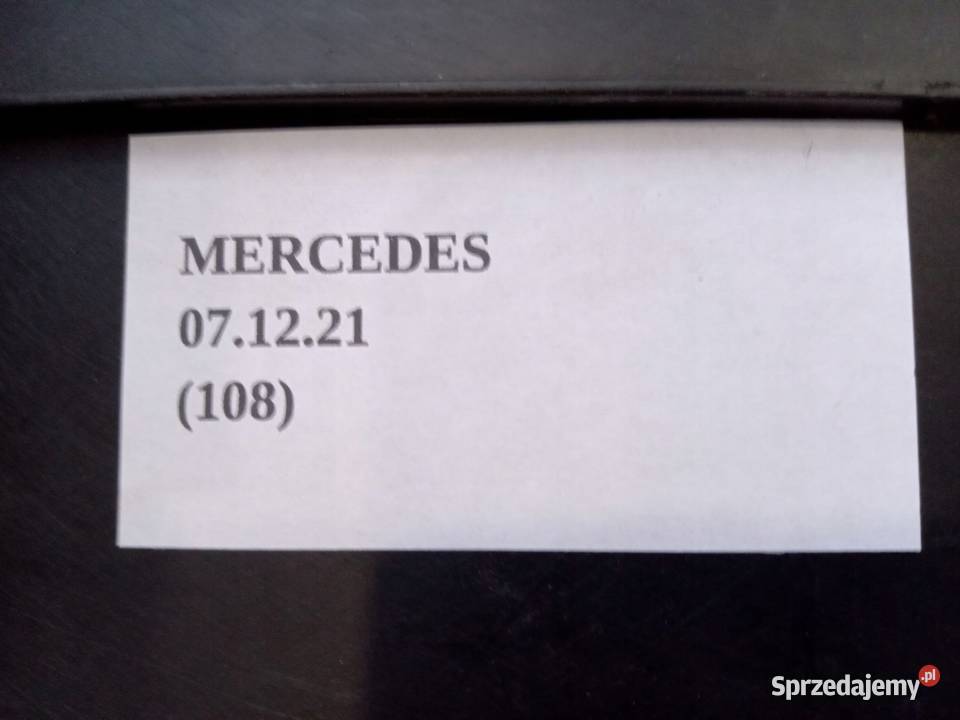 MERCEDES
07.12.21
(108)
Sprzedajemy.pl